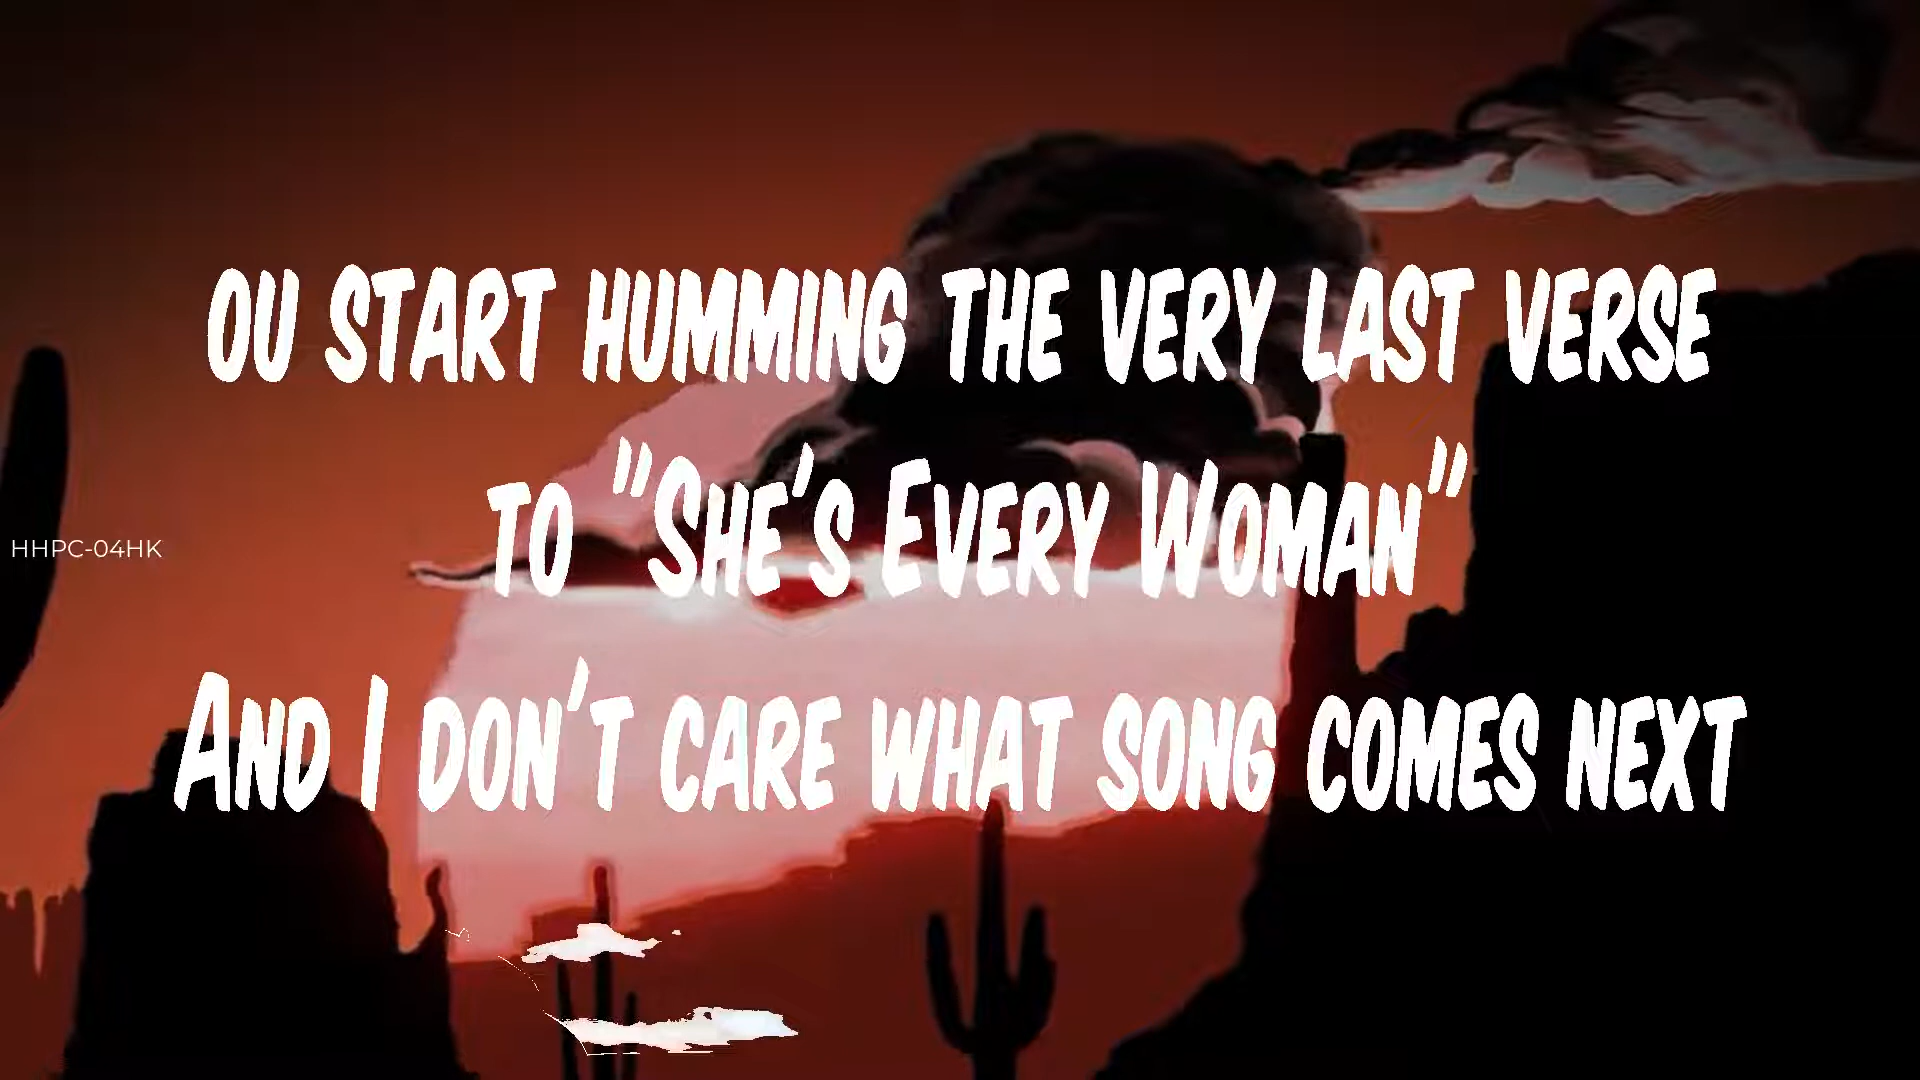 OU START HUMMING THE VERY LAST VERSE
TO "SHE'S EVERY WOMAN"
HHPC-04HK
AND I DON'T CARE WHAT SONG COMES NEXT